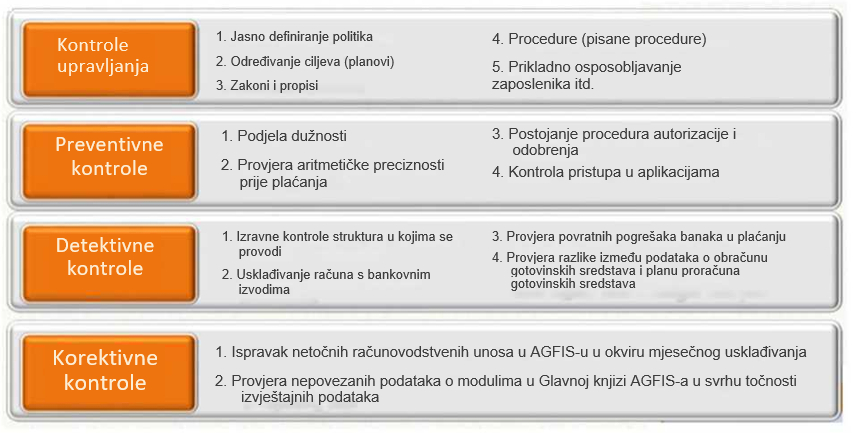 Kontrole
upravljanja
1. Jasno definiranje politika
2. Određivanje ciljeva (planovi)
3. Zakoni i propisi
4. Procedure (pisane procedure)
5. Prikladno osposobljavanje
zaposlenika itd.
Preventivne
kontrole
1. Podjela dužnosti
2. Provjera aritmetičke preciznosti
prije plaćanja
3. Postojanje procedura autorizacije i
odobrenja
4. Kontrola pristupa u aplikacijama
Detektivne
kontrole
1. Izravne kontrole struktura u kojima se
provodi
2. Usklađivanje računa s bankovnim
izvodima
3. Provjera povratnih pogrešaka banaka u plaćanju
4. Provjera razlike između podataka o obračunu
gotovinskih sredstava i planu proračuna
gotovinskih sredstava
Korektivne
kontrole
1. Ispravak netočnih računovodstvenih unosa u AGFIS-u u okviru mjesečnog usklađivanja
2. Provjera nepovezanih podataka o modulima u Glavnoj knjizi AGFIS-a u svrhu točnosti
izvještajnih podataka